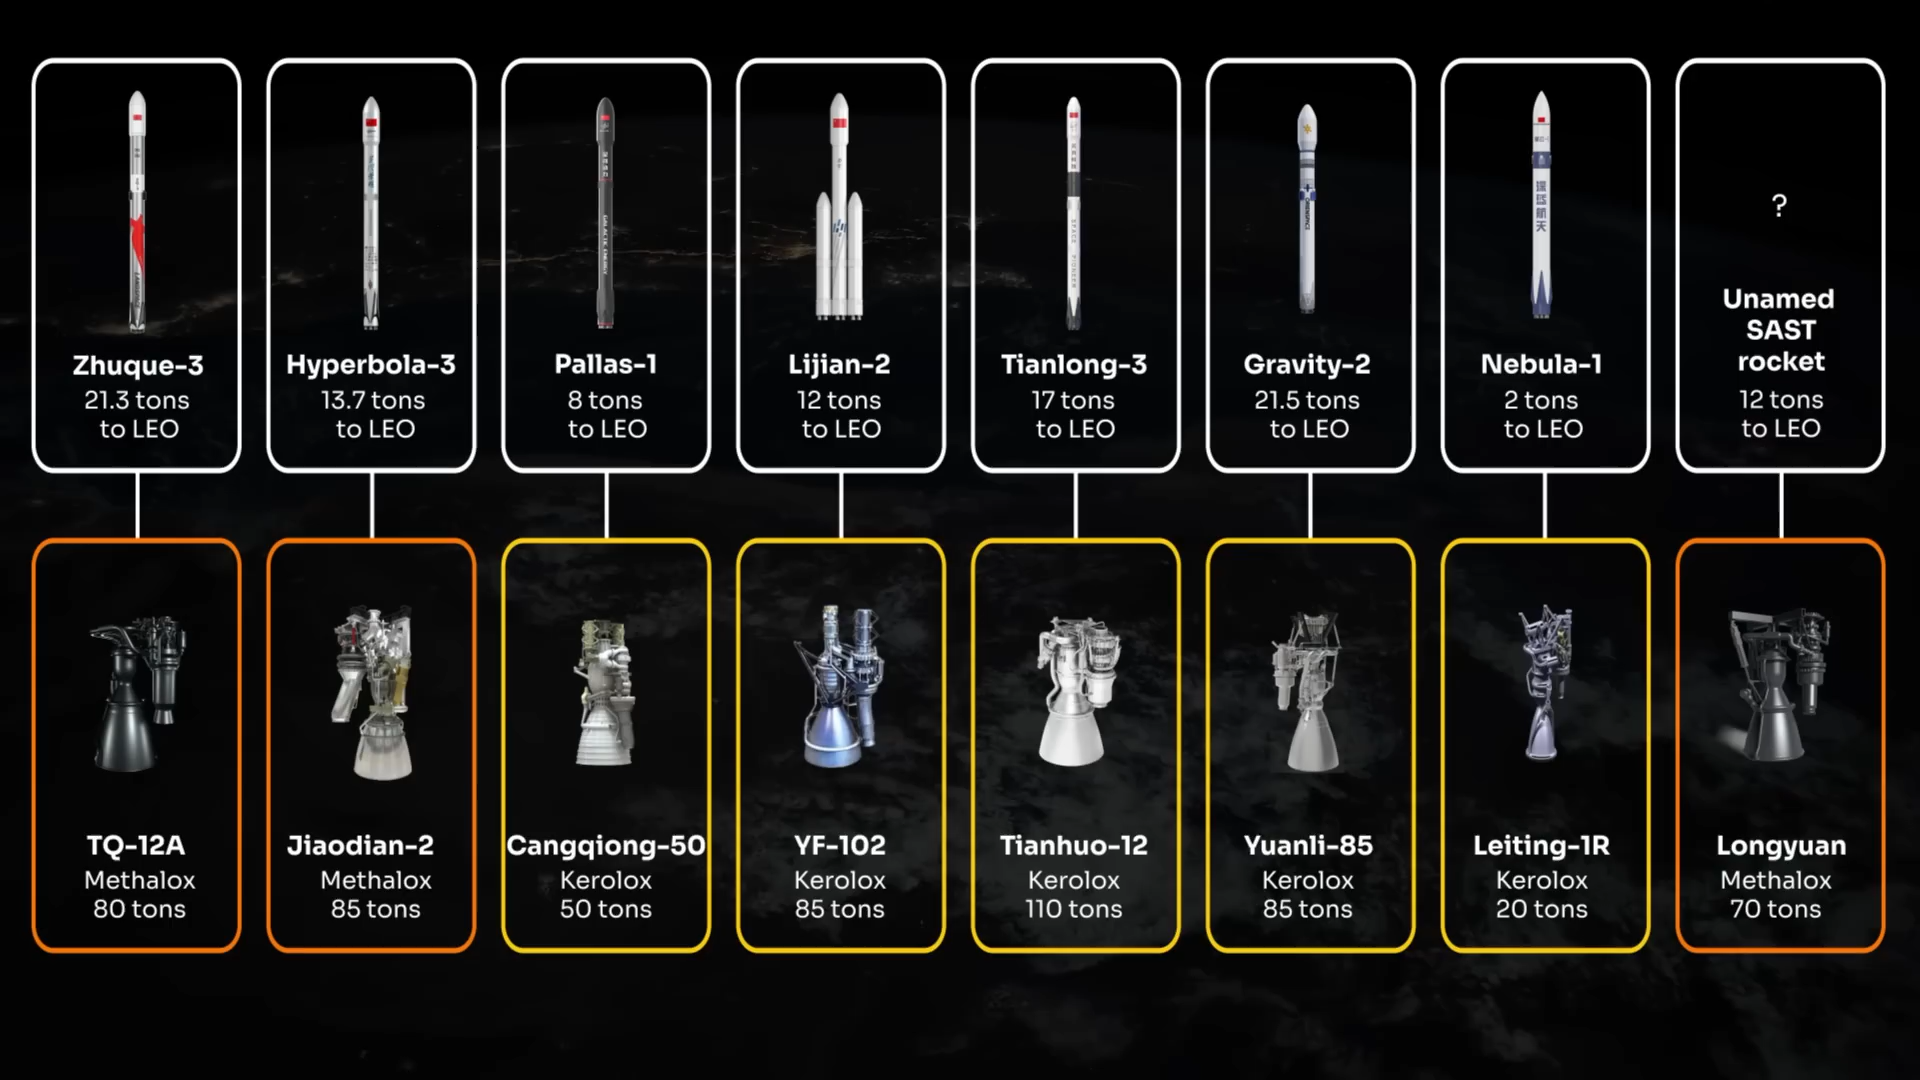 Zhuque-3
21.3 tons
to LEO
Hyperbola-3
13.7 tons
to LEO
Pallas-1
8 tons
to LEO
Lijian-2
12 tons
to LEO
Tianlong-3
17 tons
to LEO
Gravity-2
21.5 tons
to LEO
Nebula-1
2 tons
to LEO
?
Unamed
SAST
rocket
12 tons
to LEO
TQ-12A
Methalox
80 tons
Jiaodian-2
Methalox
85 tons
Cangqiong-50
Kerolox
50 tons
YF-102
Kerolox
85 tons
Tianhuo-12
Kerolox
110 tons
Yuanli-85
Kerolox
85 tons
Leiting-1R
Kerolox
20 tons
Longyuan
Methalox
70 tons
GALACTIC ENERGY
SPACE PIONEER